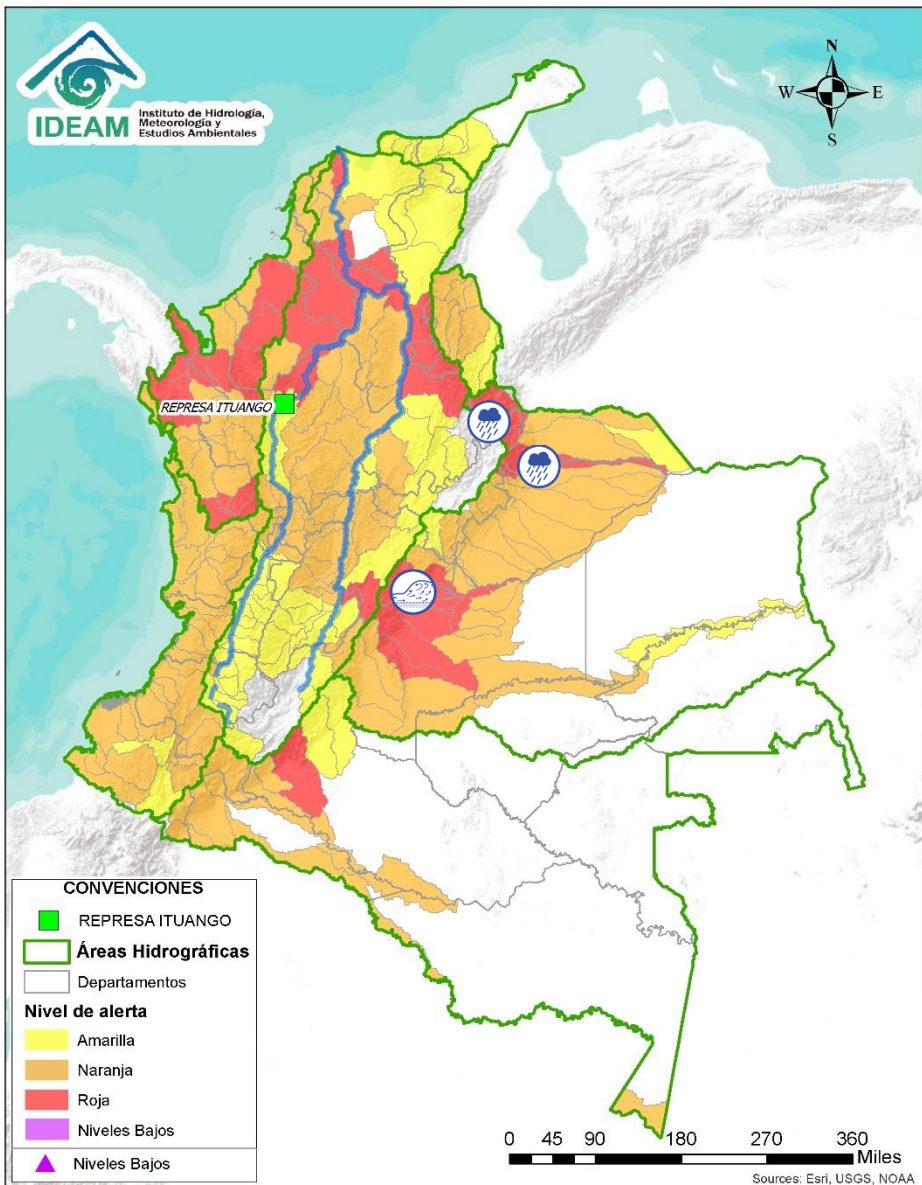 IDEAM
Instituto de Hidrología,
Meteorología y
Estudios Ambientales
N
W E
S
REPRESA ITUANGO
CONVENCIONES
REPRESA ITUANGO
Áreas Hidrográficas
Departamentos
Nivel de alerta
Amarilla
Naranja
Roja
Niveles Bajos
Niveles Bajos
0 45 90 180 270 360
Miles
Sources: Esri, USGS, NOAA